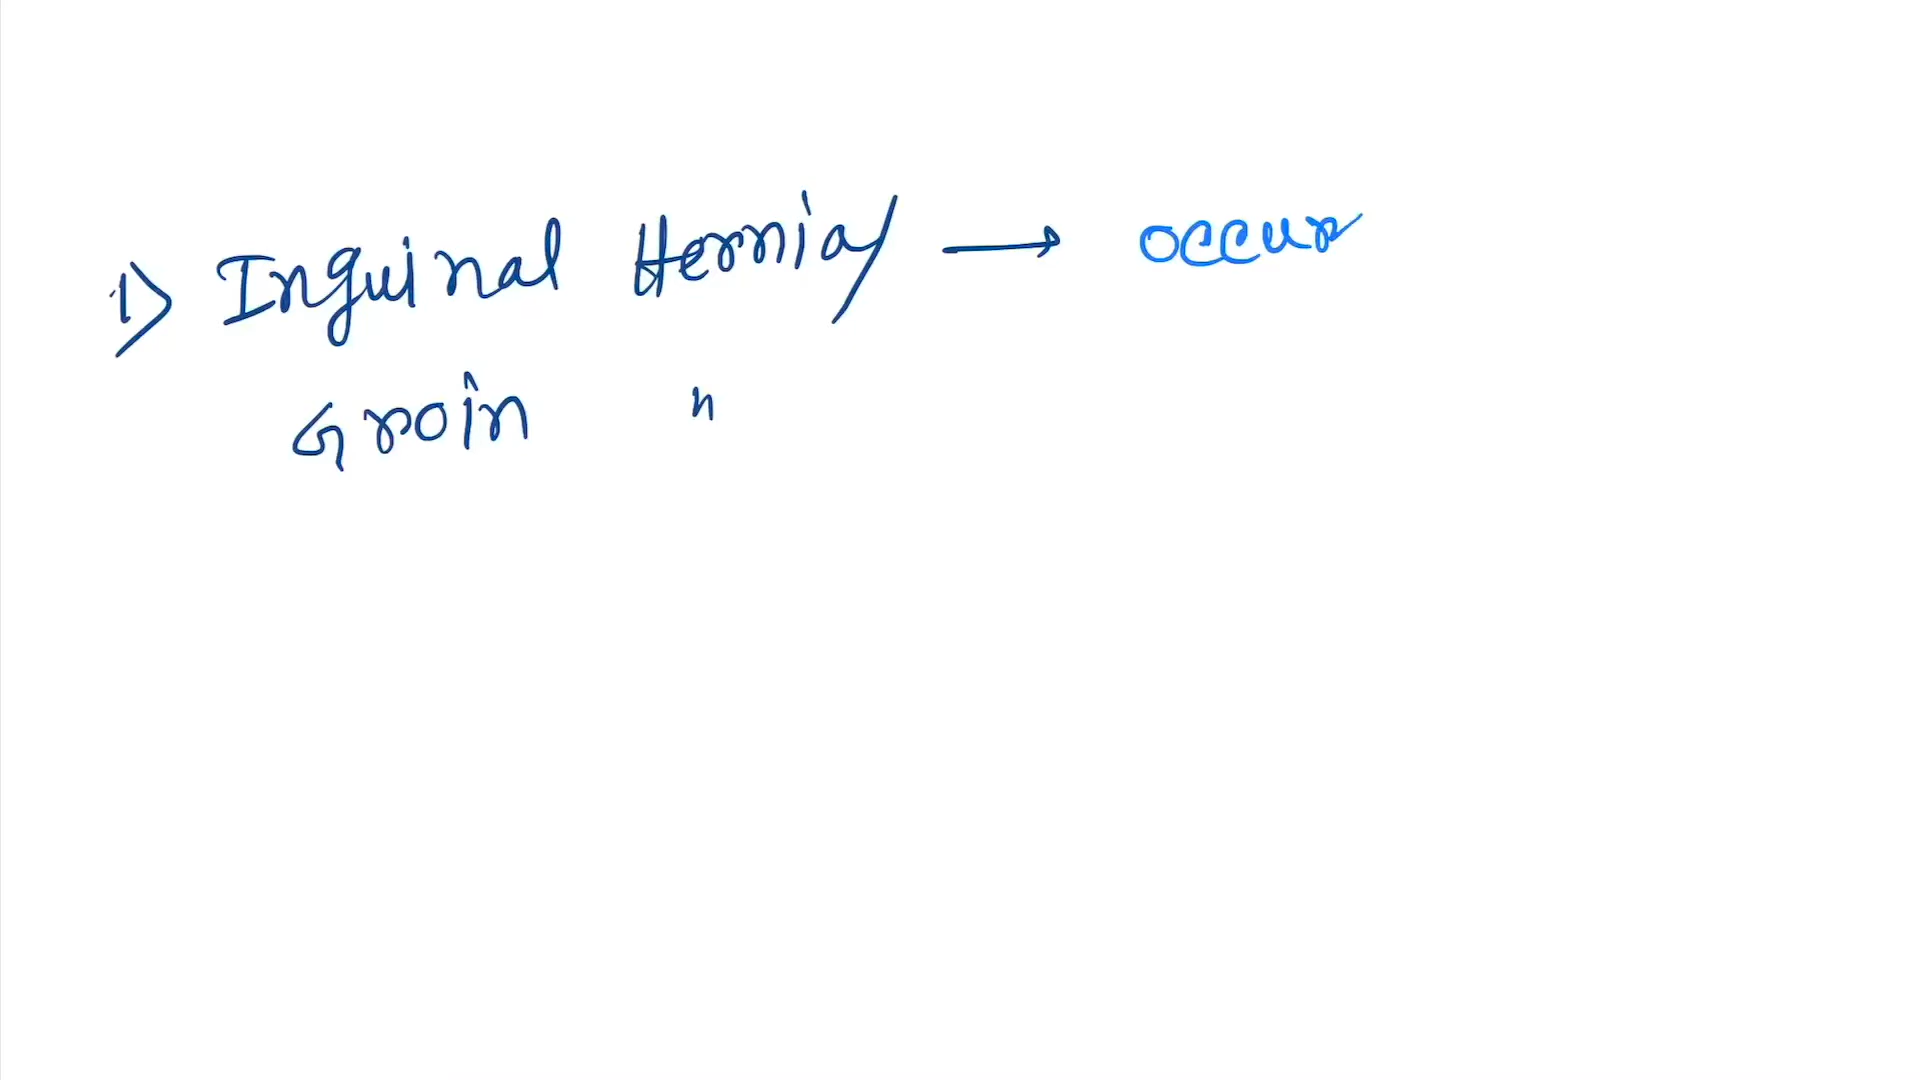 1) Inguinal Hernia/ → occur
Groin "